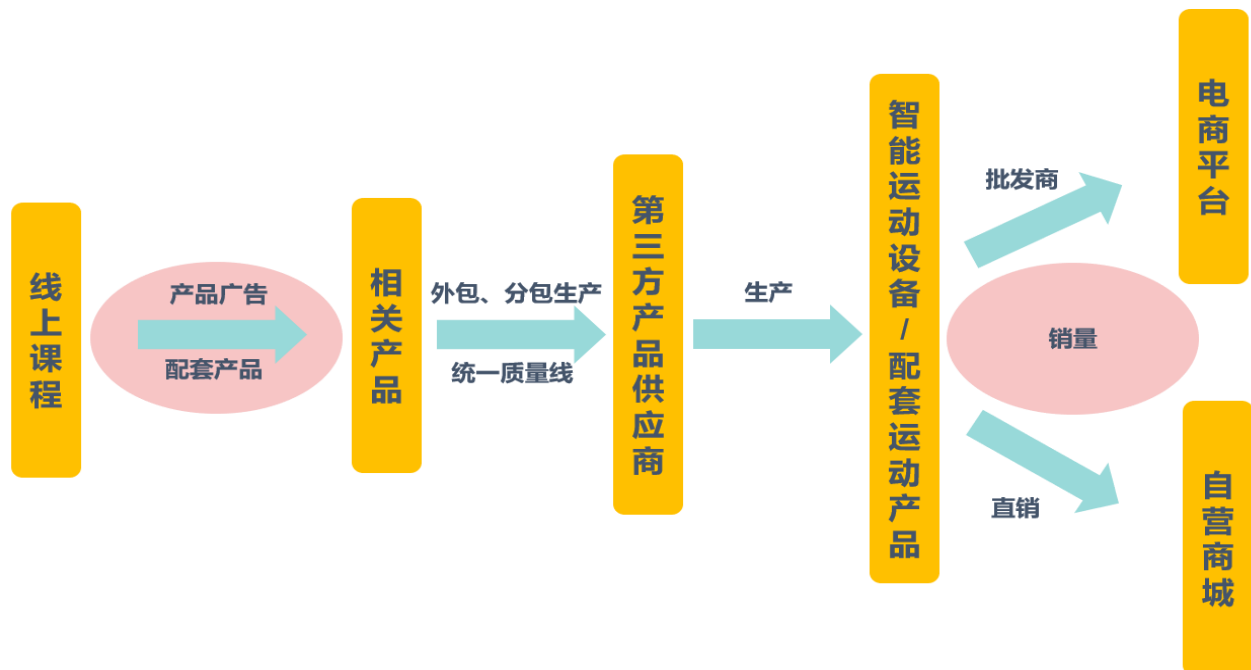 线上课程
产品广告
配套产品
相关产品
外包、分包生产
统一质量线
第三方产品供应商
生产
智能运动设备/配套运动产品
批发商
销量
直销
电商平台
自营商城